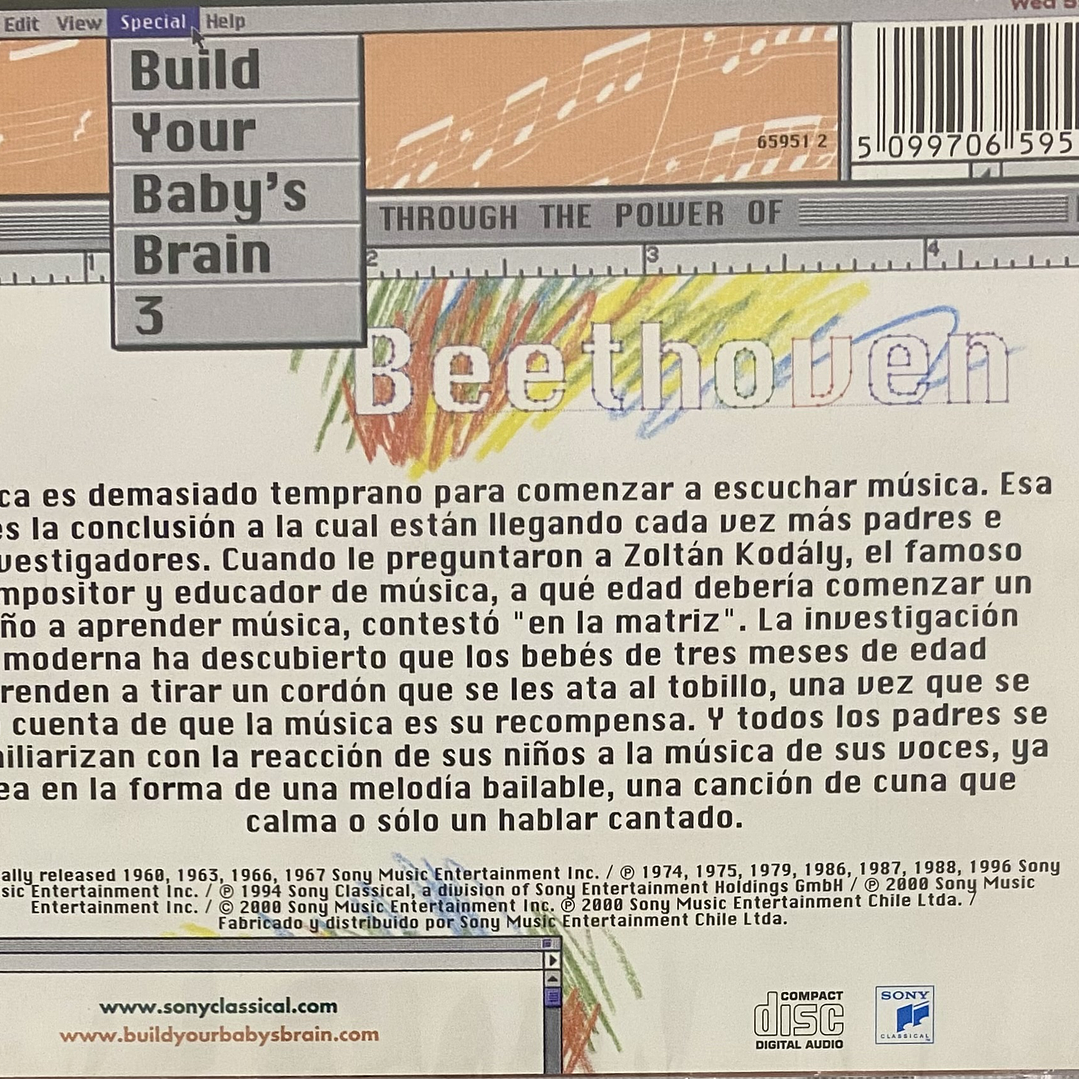 Edit View Special Help
Build
Your
Baby's
Brain
3
65951 2
5 099706 595
THROUGH THE POWER OF
1 2 3 4
Beethoven
ca es demasiado temprano para comenzar a escuchar música. Esa
es la conclusión a la cual están llegando cada vez más padres e
vestigadores. Cuando le preguntaron a Zoltán Kodály, el famoso
mpositor y educador de música, a qué edad debería comenzar un
ño a aprender música, contestó "en la matriz". La investigación
moderna ha descubierto que los bebés de tres meses de edad
renden a tirar un cordón que se les ata al tobillo, una vez que se
cuenta de que la música es su recompensa. Y todos los padres se
iliarizan con la reacción de sus niños a la música de sus voces, ya
ea en la forma de una melodía bailable, una canción de cuna que
calma o sólo un hablar cantado.
ally released 1960, 1963, 1966, 1967 Sony Music Entertainment Inc. / ℗ 1974, 1975, 1979, 1986, 1987, 1988, 1996 Sony
sic Entertainment Inc. / ℗ 1994 Sony Classical, a division of Sony Entertainment Holdings GmbH / ℗ 2000 Sony Music
Entertainment Inc. / © 2000 Sony Music Entertainment Inc. ℗ 2000 Sony Music Entertainment Chile Ltda. /
Fabricado y distribuido por Sony Music Entertainment Chile Ltda.
www.sonyclassical.com
www.buildyourbabysbrain.com
COMPACT
disc
DIGITAL AUDIO
SONY
CLASSICAL